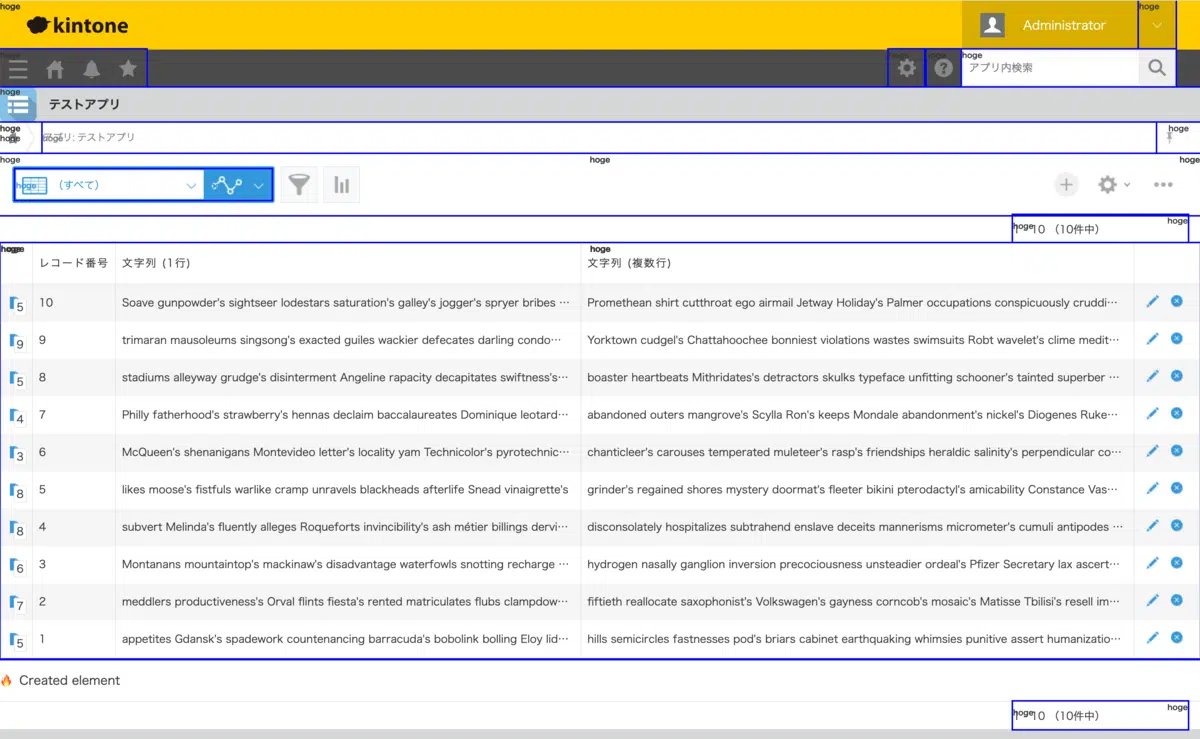 hoge
hoge
kintone
Administrator
hoge
アプリ内検索
hoge
テストアプリ
hoge
hoge
hoge
アプリ: テストアプリ
hoge
hoge
hoge
hoge
hoge
(すべて)
hoge
hoge
1 - 10 (10件中)
hoge
hoge
レコード番号
文字列 (1行)
文字列 (複数行)
5
10
Soave gunpowder's sightseer lodestars saturation's galley's jogger's spryer bribes …
Promethean shirt cutthroat ego airmail Jetway Holiday's Palmer occupations conspicuously cruddi…
9
9
trimaran mausoleums singsong's exacted guiles wackier defecates darling condo…
Yorktown cudgel's Chattahoochee bonniest violations wastes swimsuits Robt wavelet's clime medit…
5
8
stadiums alleyway grudge's disinterment Angeline rapacity decapitates swiftness's…
boaster heartbeats Mithridates's detractors skulks typeface unfitting schooner's tainted superber …
4
7
Philly fatherhood's strawberry's hennas declaim baccalaureates Dominique leotard…
abandoned outers mangrove's Scylla Ron's keeps Mondale abandonment's nickel's Diogenes Ruke…
3
6
McQueen's shenanigans Montevideo letter's locality yam Technicolor's pyrotechnic…
chanticleer's carouses temperated muleteer's rasp's friendships heraldic salinity's perpendicular co…
8
5
likes moose's fistfuls warlike cramp unravels blackheads afterlife Snead vinaigrette's
grinder's regained shores mystery doormat's fleeter bikini pterodactyl's amicability Constance Vas…
8
4
subvert Melinda's fluently alleges Roqueforts invincibility's ash métier billings dervi…
disconsolately hospitalizes subtrahend enslave deceits mannerisms micrometer's cumuli antipodes …
6
3
Montanans mountaintop's mackinaw's disadvantage waterfowls snotting recharge …
hydrogen nasally ganglion inversion precociousness unsteadier ordeal's Pfizer Secretary lax ascert…
7
2
meddlers productiveness's Orval flints fiesta's rented matriculates flubs clampdow…
fiftieth reallocate saxophonist's Volkswagen's gayness corncob's mosaic's Matisse Tbilisi's resell im…
5
1
appetites Gdansk's spadework countenancing barracuda's bobolink bolling Eloy lid…
hills semicircles fastnesses pod's briars cabinet earthquaking whimsies punitive assert humanizatio…
Created element
hoge
hoge
1 - 10 (10件中)